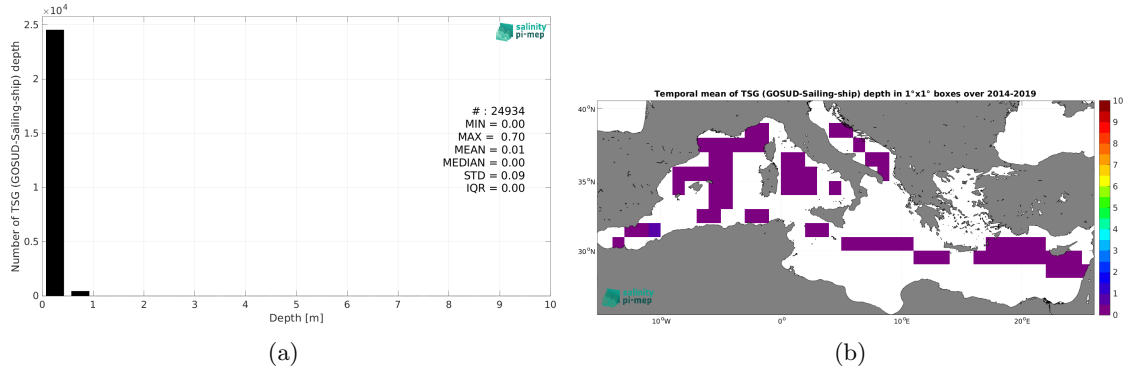 ×10⁴
2.5
2
1.5
1
0.5
0
0 1 2 3 4 5 6 7 8 9 10
Number of TSG (GOSUD-Sailing-ship) depth
Depth [m]
salinity
pi-mep
# : 24934
MIN = 0.00
MAX = 0.70
MEAN = 0.01
MEDIAN = 0.00
STD = 0.09
IQR = 0.00
(a)
Temporal mean of TSG (GOSUD-Sailing-ship) depth in 1°x1° boxes over 2014-2019
40°N
35°N
30°N
10°W 0° 10°E 20°E
salinity
pi-mep
10
9
8
7
6
5
4
3
2
1
0
(b)